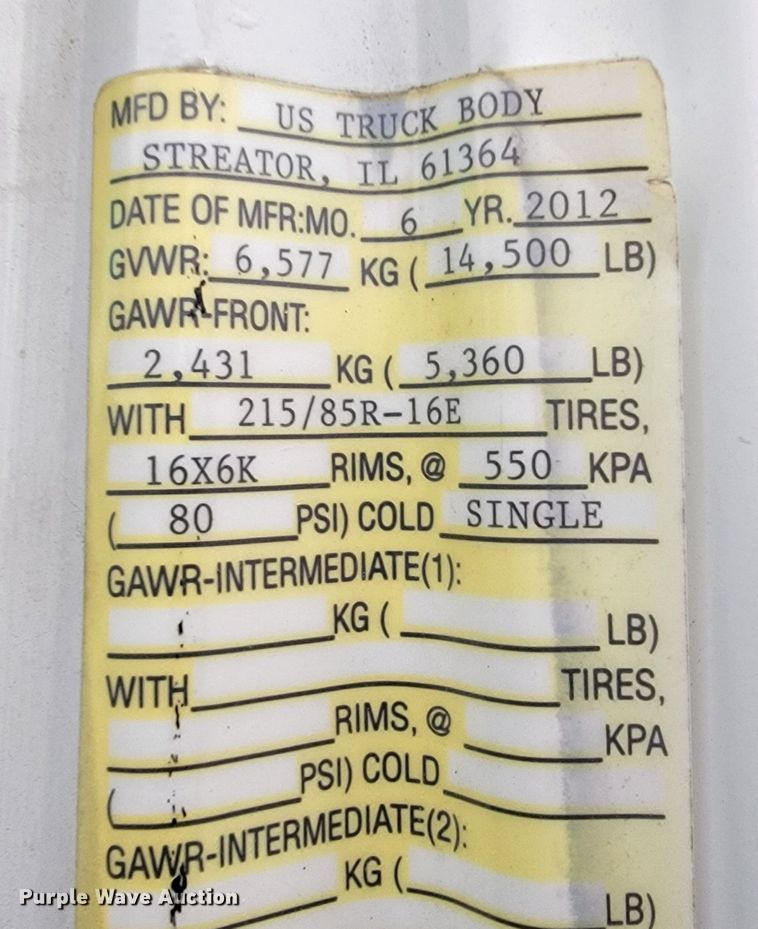 MFD BY: US TRUCK BODY
STREATOR, IL 61364
DATE OF MFR:MO. 6 YR. 2012
GVWR: 6,577 KG ( 14,500 LB)
GAWR-FRONT:
2,431 KG ( 5,360 LB)
WITH 215/85R-16E TIRES,
16X6K RIMS, @ 550 KPA
( 80 PSI) COLD SINGLE
GAWR-INTERMEDIATE(1):
KG ( LB)
WITH TIRES,
RIMS, @ KPA
( PSI) COLD
GAWR-INTERMEDIATE(2):
KG ( LB)
Purple Wave Auction